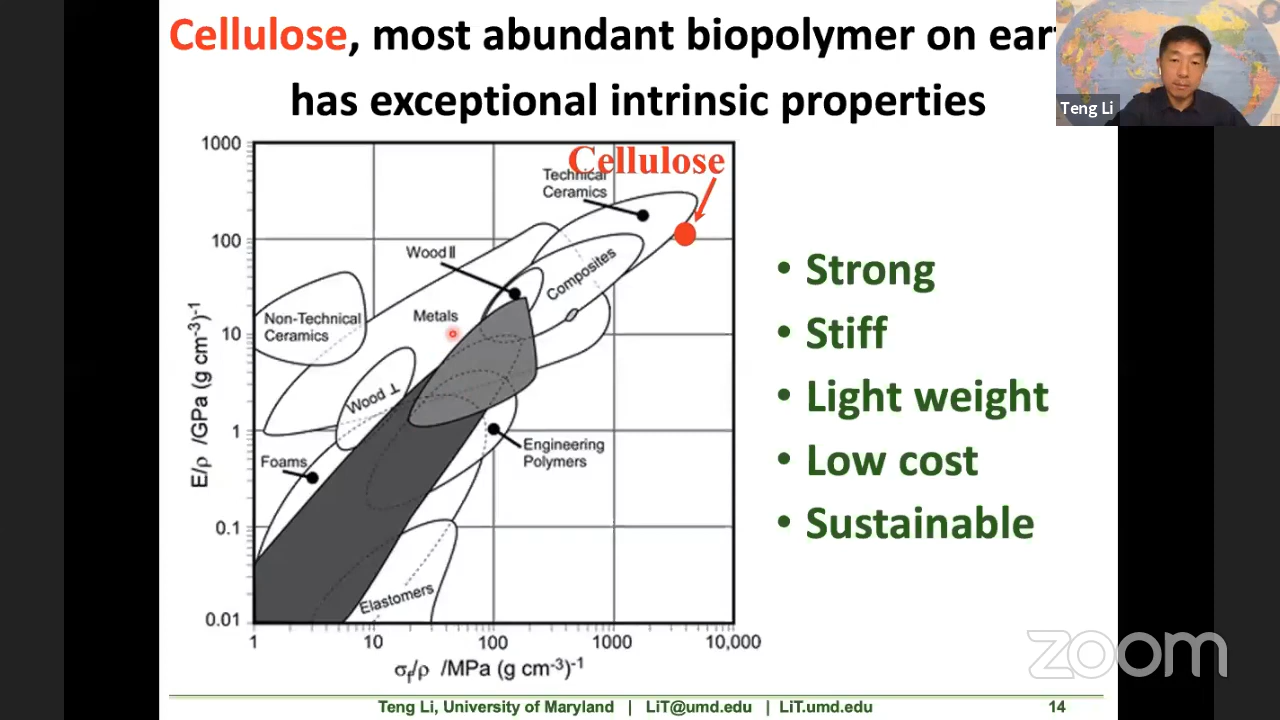 Cellulose, most abundant biopolymer on ear
has exceptional intrinsic properties
Teng Li
1000
100
10
1
0.1
0.01
E/ρ /GPa (g cm-3)-1
Cellulose
Technical
Ceramics
Wood ||
Composites
Metals
Non-Technical
Ceramics
Wood ⊥
Engineering
Polymers
Foams
Elastomers
1
10
100
1000
10,000
σf/ρ /MPa (g cm-3)-1
• Strong
• Stiff
• Light weight
• Low cost
• Sustainable
zoom
Teng Li, University of Maryland | LiT@umd.edu | LiT.umd.edu
14